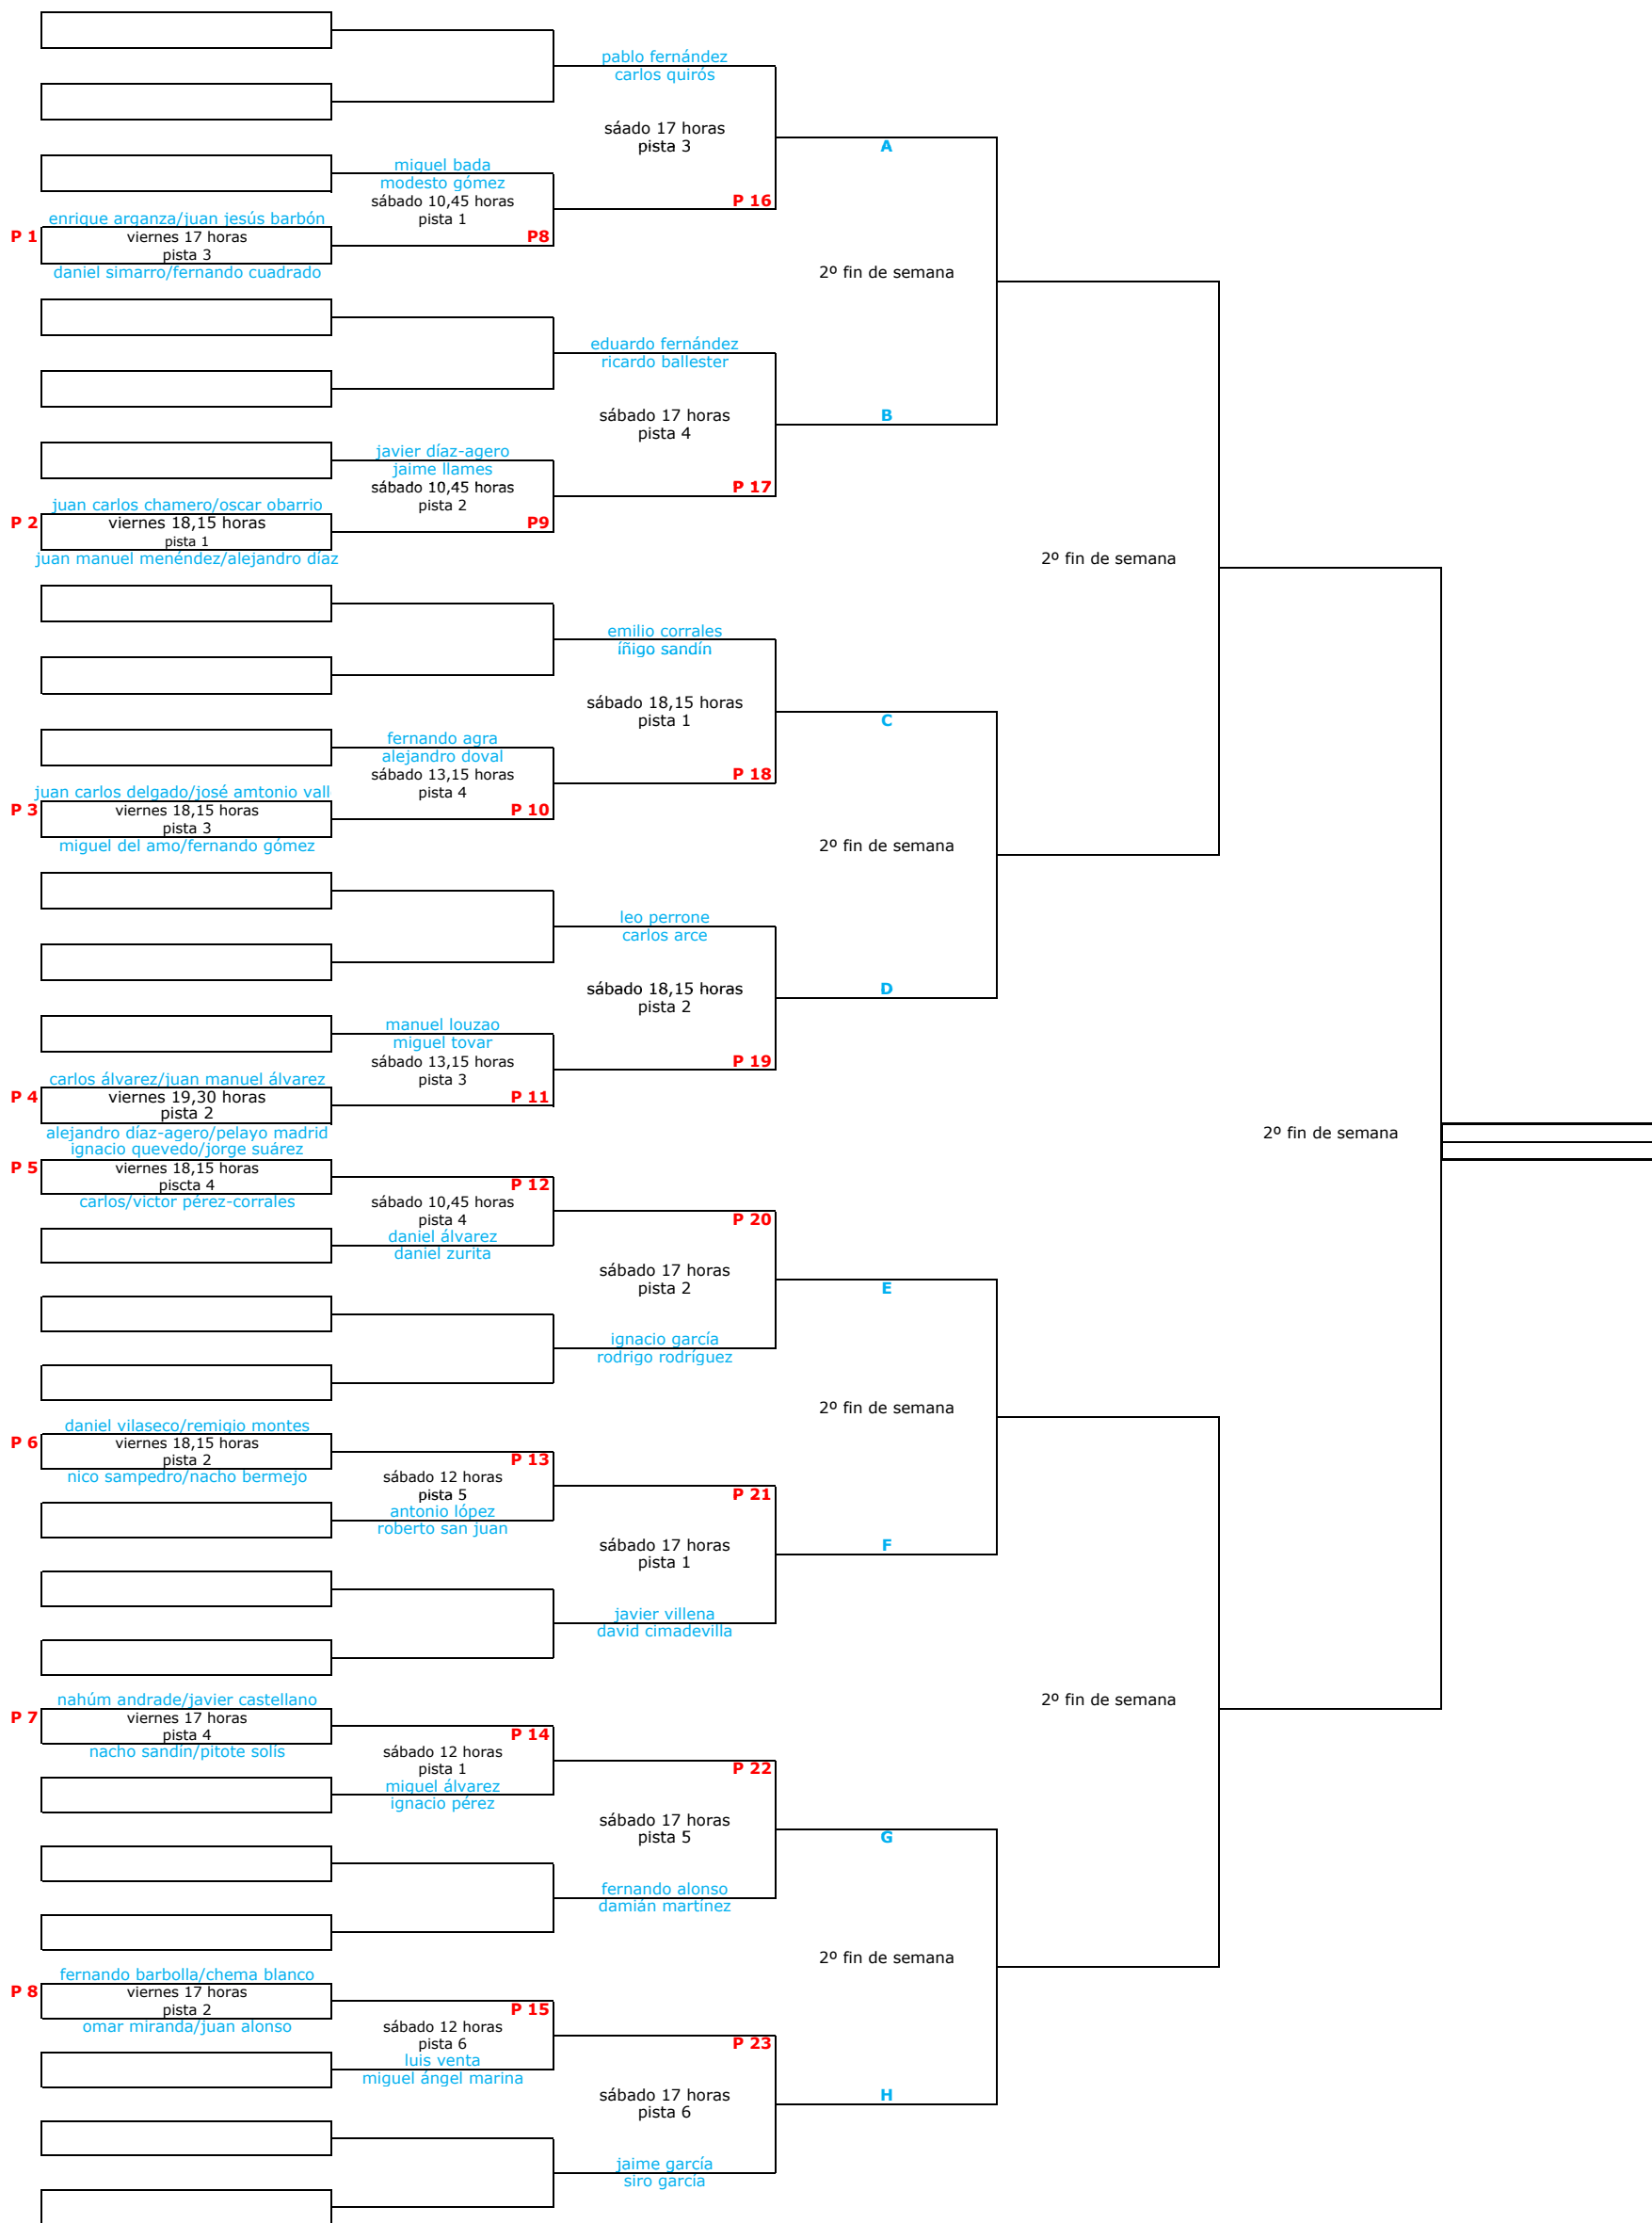 pablo fernández
carlos quirós
sáado 17 horas
pista 3
A
miguel bada
modesto gómez
sábado 10,45 horas
pista 1
P 16
enrique arganza/juan jesús barbón
P 1
viernes 17 horas
P8
pista 3
daniel simarro/fernando cuadrado
2º fin de semana
eduardo fernández
ricardo ballester
sábado 17 horas
pista 4
B
javier díaz-agero
jaime llames
sábado 10,45 horas
pista 2
P 17
juan carlos chamero/oscar obarrio
P 2
viernes 18,15 horas
P9
pista 1
juan manuel menéndez/alejandro díaz
2º fin de semana
emilio corrales
íñigo sandín
sábado 18,15 horas
pista 1
C
fernando agra
alejandro doval
sábado 13,15 horas
pista 4
P 18
juan carlos delgado/josé amtonio vall
P 3
viernes 18,15 horas
P 10
pista 3
miguel del amo/fernando gómez
2º fin de semana
leo perrone
carlos arce
sábado 18,15 horas
pista 2
D
manuel louzao
miguel tovar
sábado 13,15 horas
pista 3
P 19
carlos álvarez/juan manuel álvarez
P 4
viernes 19,30 horas
P 11
pista 2
alejandro díaz-agero/pelayo madrid
2º fin de semana
ignacio quevedo/jorge suárez
P 5
viernes 18,15 horas
piscta 4
P 12
carlos/victor pérez-corrales
sábado 10,45 horas
pista 4
P 20
daniel álvarez
daniel zurita
sábado 17 horas
pista 2
E
ignacio garcía
rodrigo rodríguez
2º fin de semana
daniel vilaseco/remigio montes
P 6
viernes 18,15 horas
pista 2
P 13
nico sampedro/nacho bermejo
sábado 12 horas
pista 5
P 21
antonio lópez
roberto san juan
sábado 17 horas
pista 1
F
javier villena
david cimadevilla
nahúm andrade/javier castellano
2º fin de semana
P 7
viernes 17 horas
pista 4
P 14
nacho sandín/pitote solís
sábado 12 horas
pista 1
P 22
miguel álvarez
ignacio pérez
sábado 17 horas
pista 5
G
fernando alonso
damián martínez
2º fin de semana
fernando barbolla/chema blanco
P 8
viernes 17 horas
pista 2
P 15
omar miranda/juan alonso
sábado 12 horas
pista 6
P 23
luis venta
miguel ángel marina
sábado 17 horas
pista 6
H
jaime garcía
siro garcía